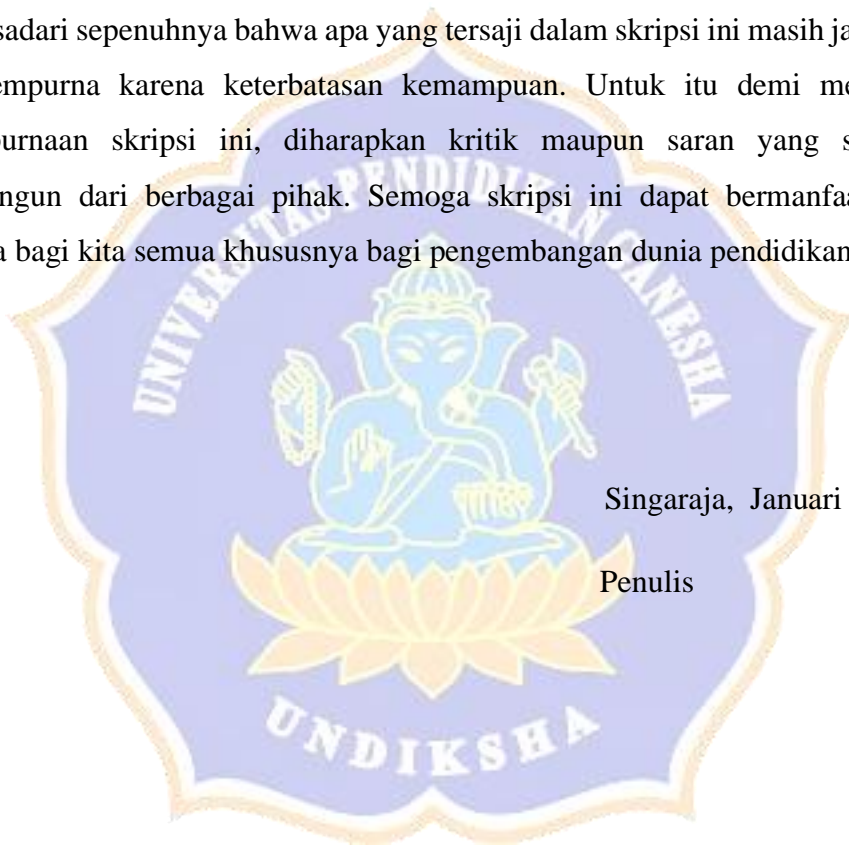 sadari sepenuhnya bahwa apa yang tersaji dalam skripsi ini masih ja
empurna karena keterbatasan kemampuan. Untuk itu demi me
urnaan skripsi ini, diharapkan kritik maupun saran yang s
ngun dari berbagai pihak. Semoga skripsi ini dapat bermanfaa
a bagi kita semua khususnya bagi pengembangan dunia pendidikan
UNIVERSITAS PENDIDIKAN GANESHA
Singaraja, Januari
Penulis
UNDIKSHA